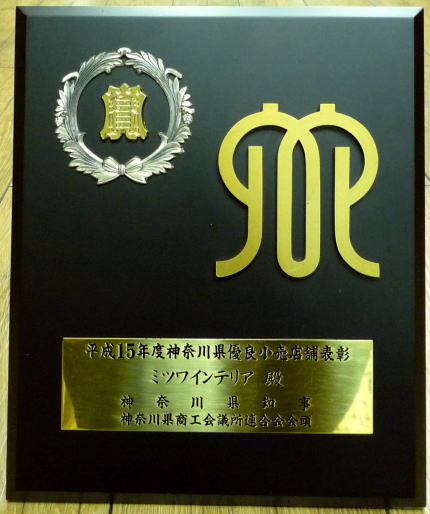 賞
平成15年度神奈川県優良小売店舗表彰
ミツワインテリア 殿
神奈川県知事
神奈川県商工会議所連合会会頭